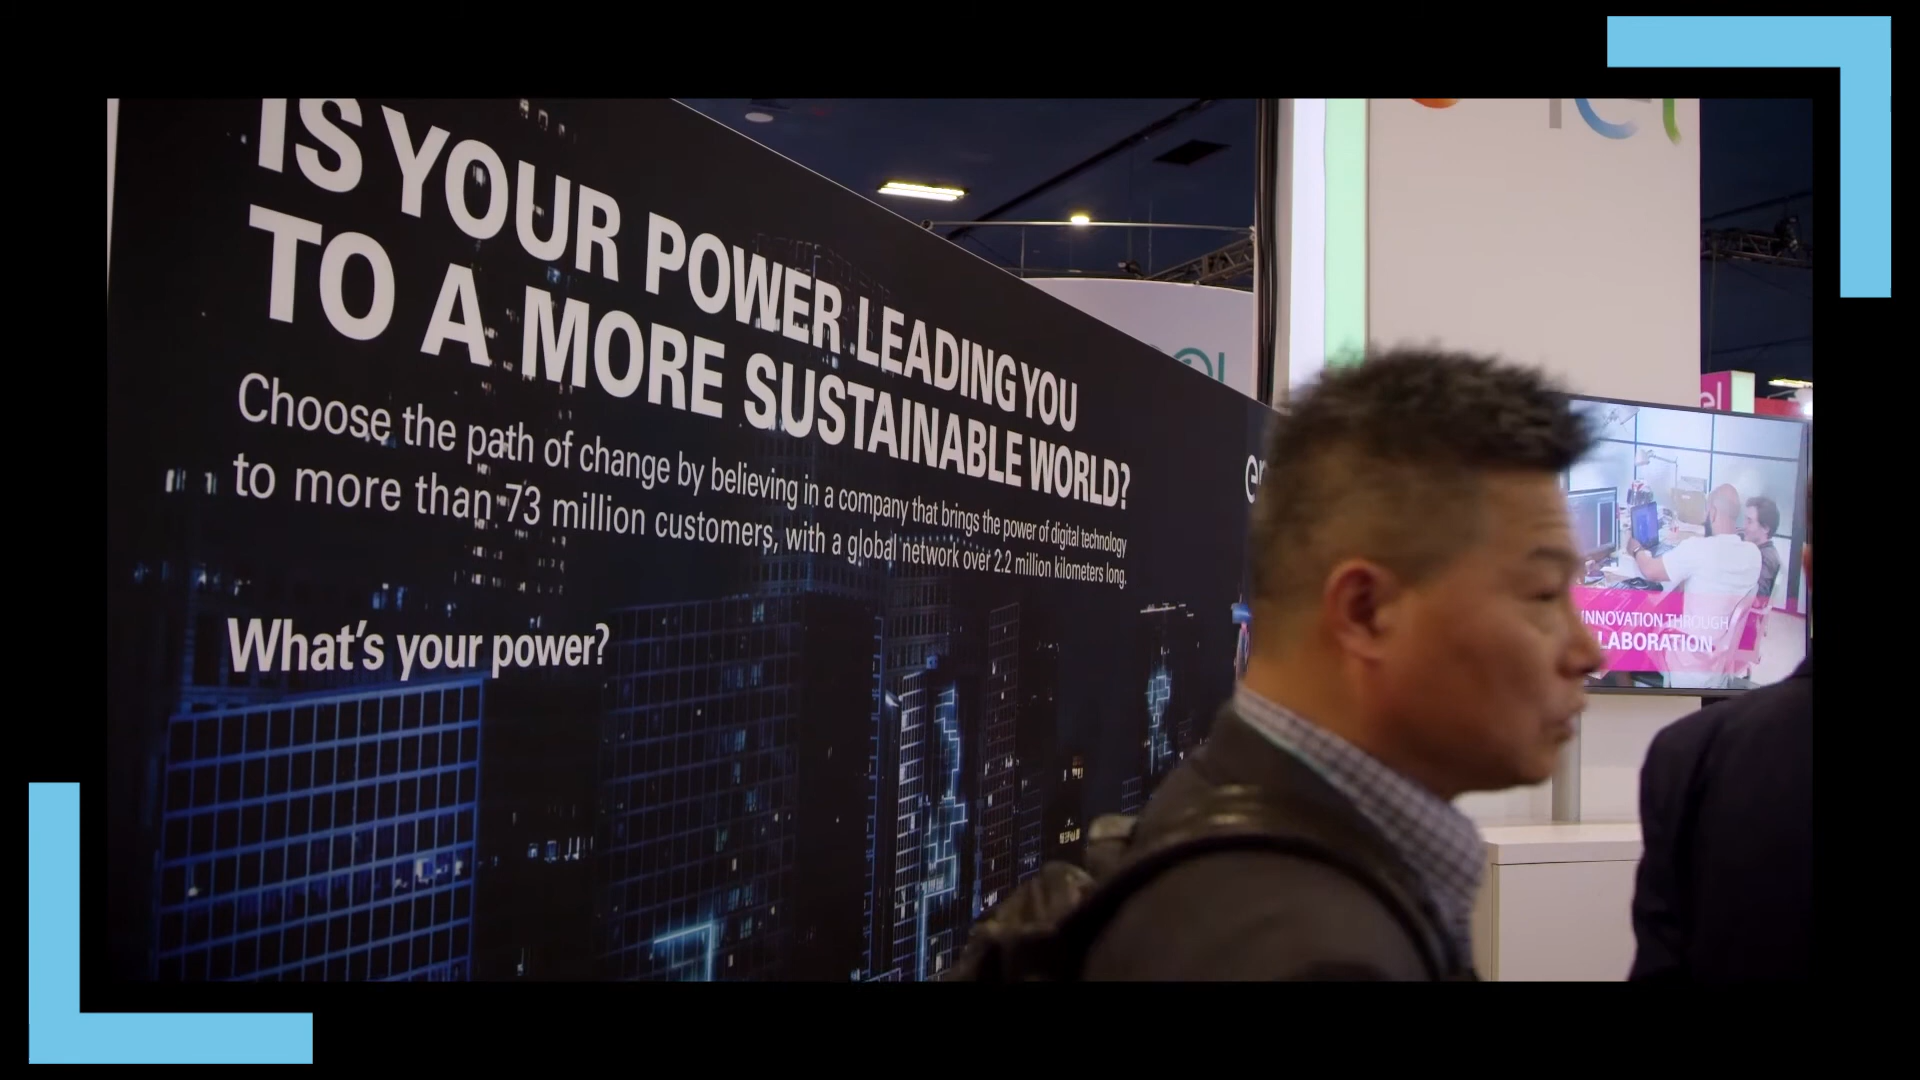 IS YOUR POWER LEADING YOU
TO A MORE SUSTAINABLE WORLD?
Choose the path of change by believing in a company that brings the power of digital technology
to more than 73 million customers, with a global network over 2.2 million kilometers long.
What's your power?
INNOVATION THROUGH
LABORATION
el